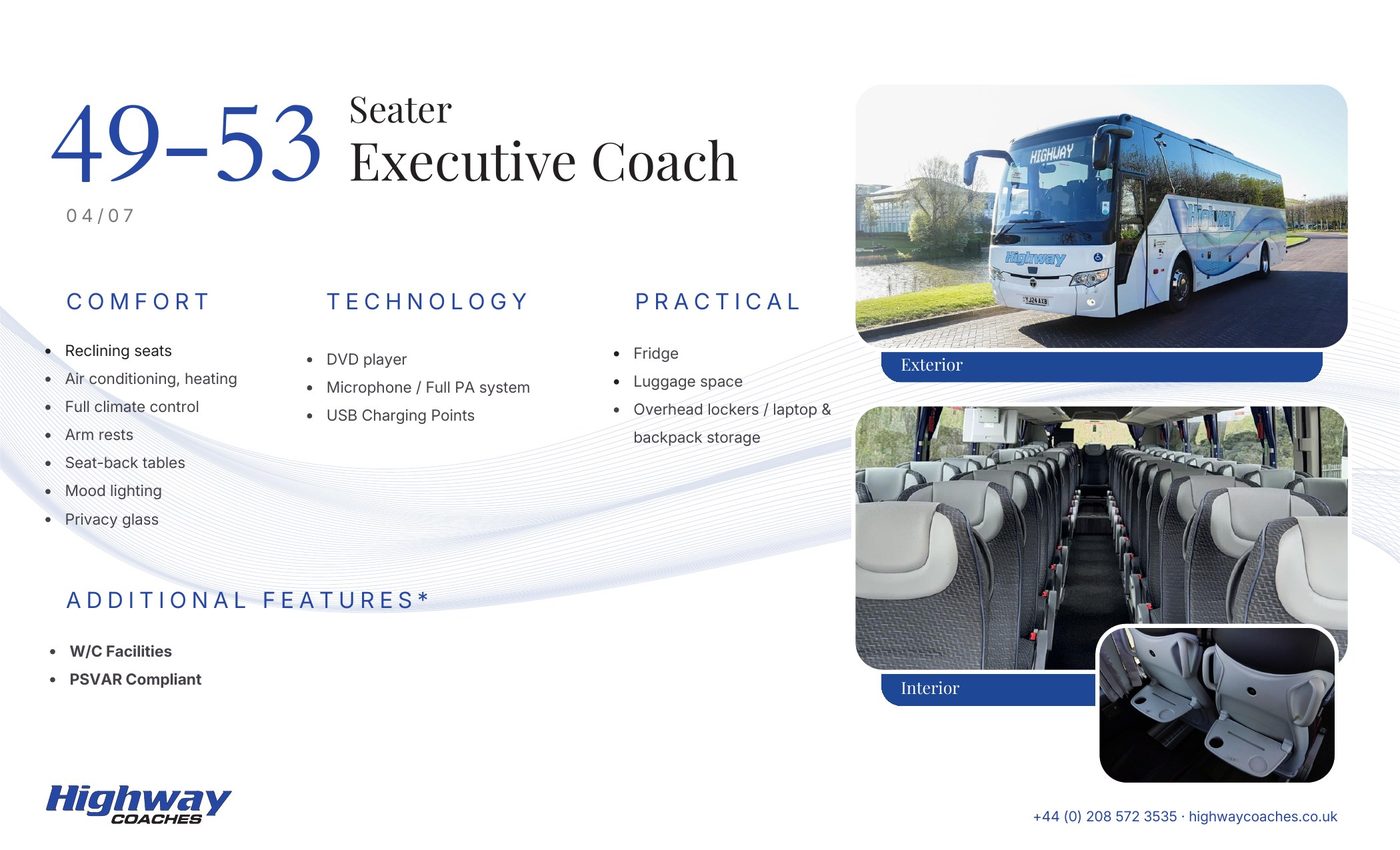 49–53
Seater
Executive Coach
04/07
COMFORT
Reclining seats
Air conditioning, heating
Full climate control
Arm rests
Seat-back tables
Mood lighting
Privacy glass
TECHNOLOGY
DVD player
Microphone / Full PA system
USB Charging Points
PRACTICAL
Fridge
Luggage space
Overhead lockers / laptop &
backpack storage
ADDITIONAL FEATURES*
W/C Facilities
PSVAR Compliant
HIGHWAY
Highway
Highway
YJ24 AXB
Exterior
Interior
Highway
COACHES
+44 (0) 208 572 3535 · highwaycoaches.co.uk